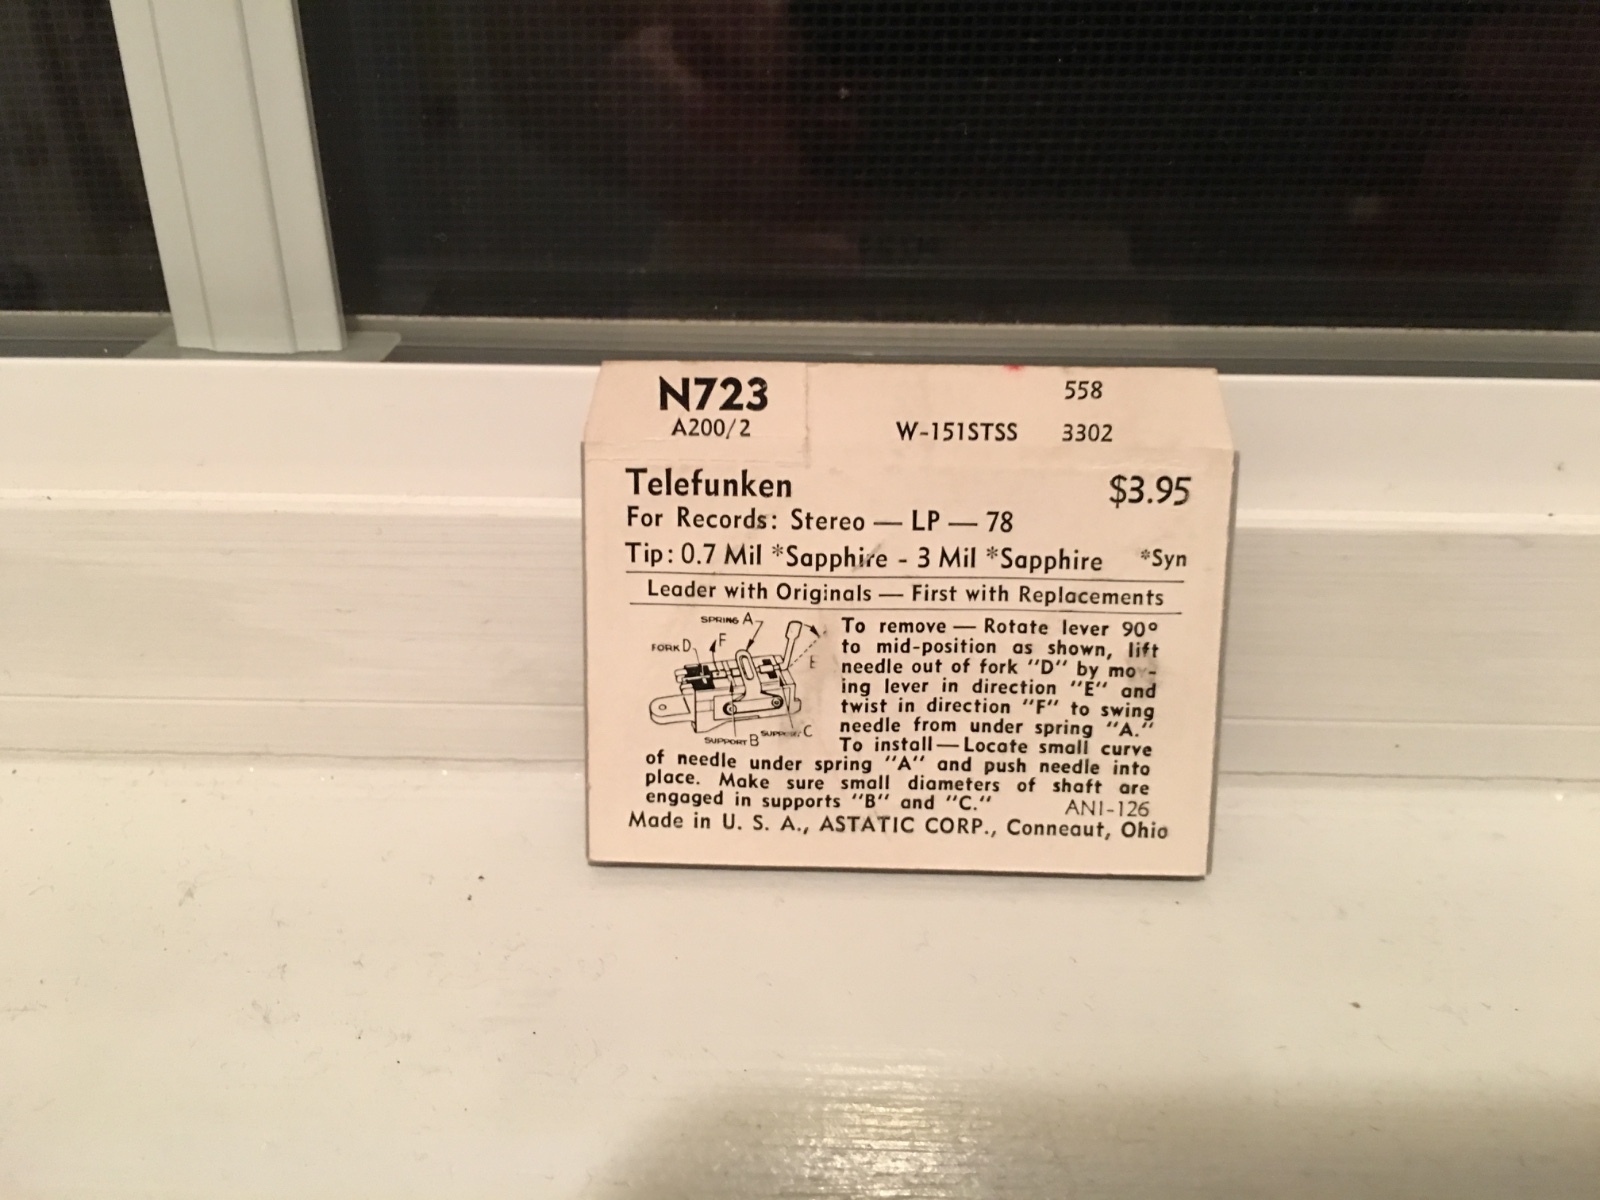 N723
A200/2
558
W-151STSS 3302
Telefunken $3.95
For Records: Stereo — LP — 78
Tip: 0.7 Mil *Sapphire - 3 Mil *Sapphire *Syn
Leader with Originals — First with Replacements
SPRING A
FORK D
F
E
SUPPORT B
SUPPORT C
To remove — Rotate lever 90°
to mid-position as shown, lift
needle out of fork "D" by mov-
ing lever in direction "E" and
twist in direction "F" to swing
needle from under spring "A."
To install — Locate small curve
of needle under spring "A" and push needle into
place. Make sure small diameters of shaft are
engaged in supports "B" and "C." AN1-126
Made in U. S. A., ASTATIC CORP., Conneaut, Ohio